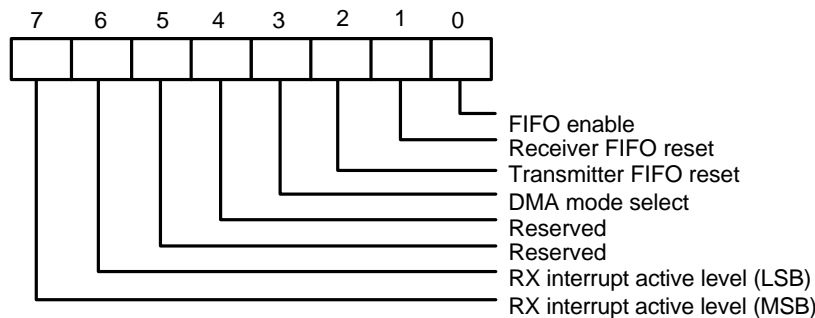 7 6 5 4 3 2 1 0
FIFO enable
Receiver FIFO reset
Transmitter FIFO reset
DMA mode select
Reserved
Reserved
RX interrupt active level (LSB)
RX interrupt active level (MSB)